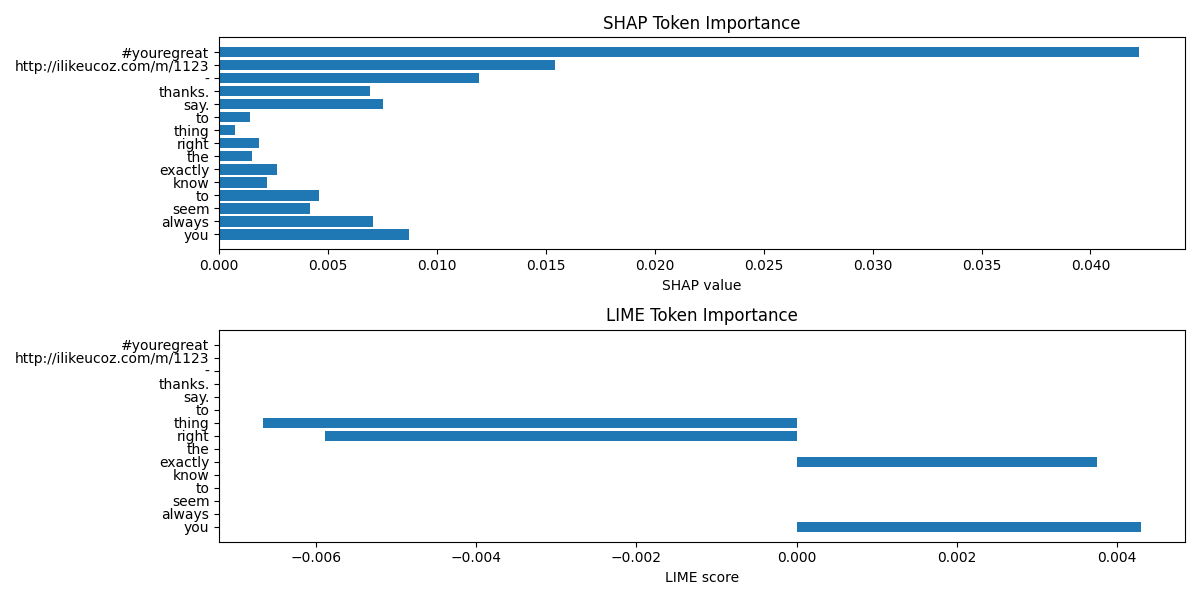 SHAP Token Importance
#youregreat
http://ilikeucoz.com/m/1123
-
thanks.
say.
to
thing
right
the
exactly
know
to
seem
always
you
0.000 0.005 0.010 0.015 0.020 0.025 0.030 0.035 0.040
SHAP value
LIME Token Importance
#youregreat
http://ilikeucoz.com/m/1123
-
thanks.
say.
to
thing
right
the
exactly
know
to
seem
always
you
−0.006 −0.004 −0.002 0.000 0.002 0.004
LIME score